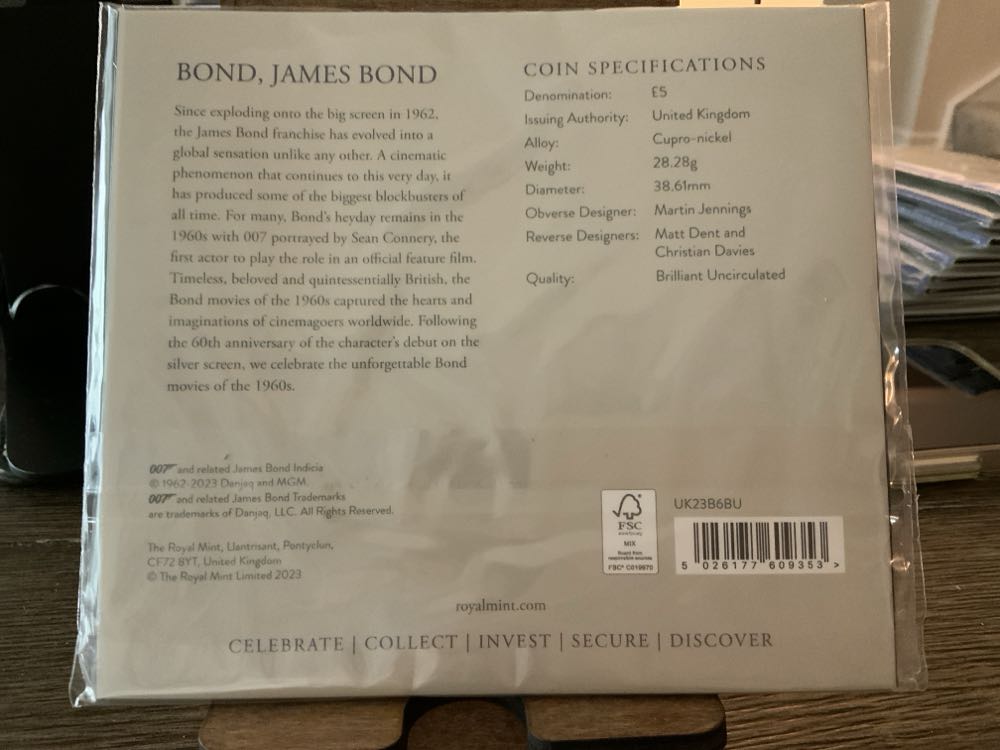 BOND, JAMES BOND
Since exploding onto the big screen in 1962,
the James Bond franchise has evolved into a
global sensation unlike any other. A cinematic
phenomenon that continues to this very day, it
has produced some of the biggest blockbusters of
all time. For many, Bond's heyday remains in the
1960s with 007 portrayed by Sean Connery, the
first actor to play the role in an official feature film.
Timeless, beloved and quintessentially British, the
Bond movies of the 1960s captured the hearts and
imaginations of cinemagoers worldwide. Following
the 60th anniversary of the character's debut on the
silver screen, we celebrate the unforgettable Bond
movies of the 1960s.
COIN SPECIFICATIONS
Denomination: £5
Issuing Authority: United Kingdom
Alloy: Cupro-nickel
Weight: 28.28g
Diameter: 38.61mm
Obverse Designer: Martin Jennings
Reverse Designers: Matt Dent and
Christian Davies
Quality: Brilliant Uncirculated
007 and related James Bond Indicia
© 1962-2023 Danjaq and MGM.
007 and related James Bond Trademarks
are trademarks of Danjaq, LLC. All Rights Reserved.
The Royal Mint, Llantrisant, Pontyclun,
CF72 8YT, United Kingdom
© The Royal Mint Limited 2023
FSC
MIX
Board from
responsible sources
FSC® C019970
UK23B6BU
5 026177 609353 >
royalmint.com
CELEBRATE | COLLECT | INVEST | SECURE | DISCOVER